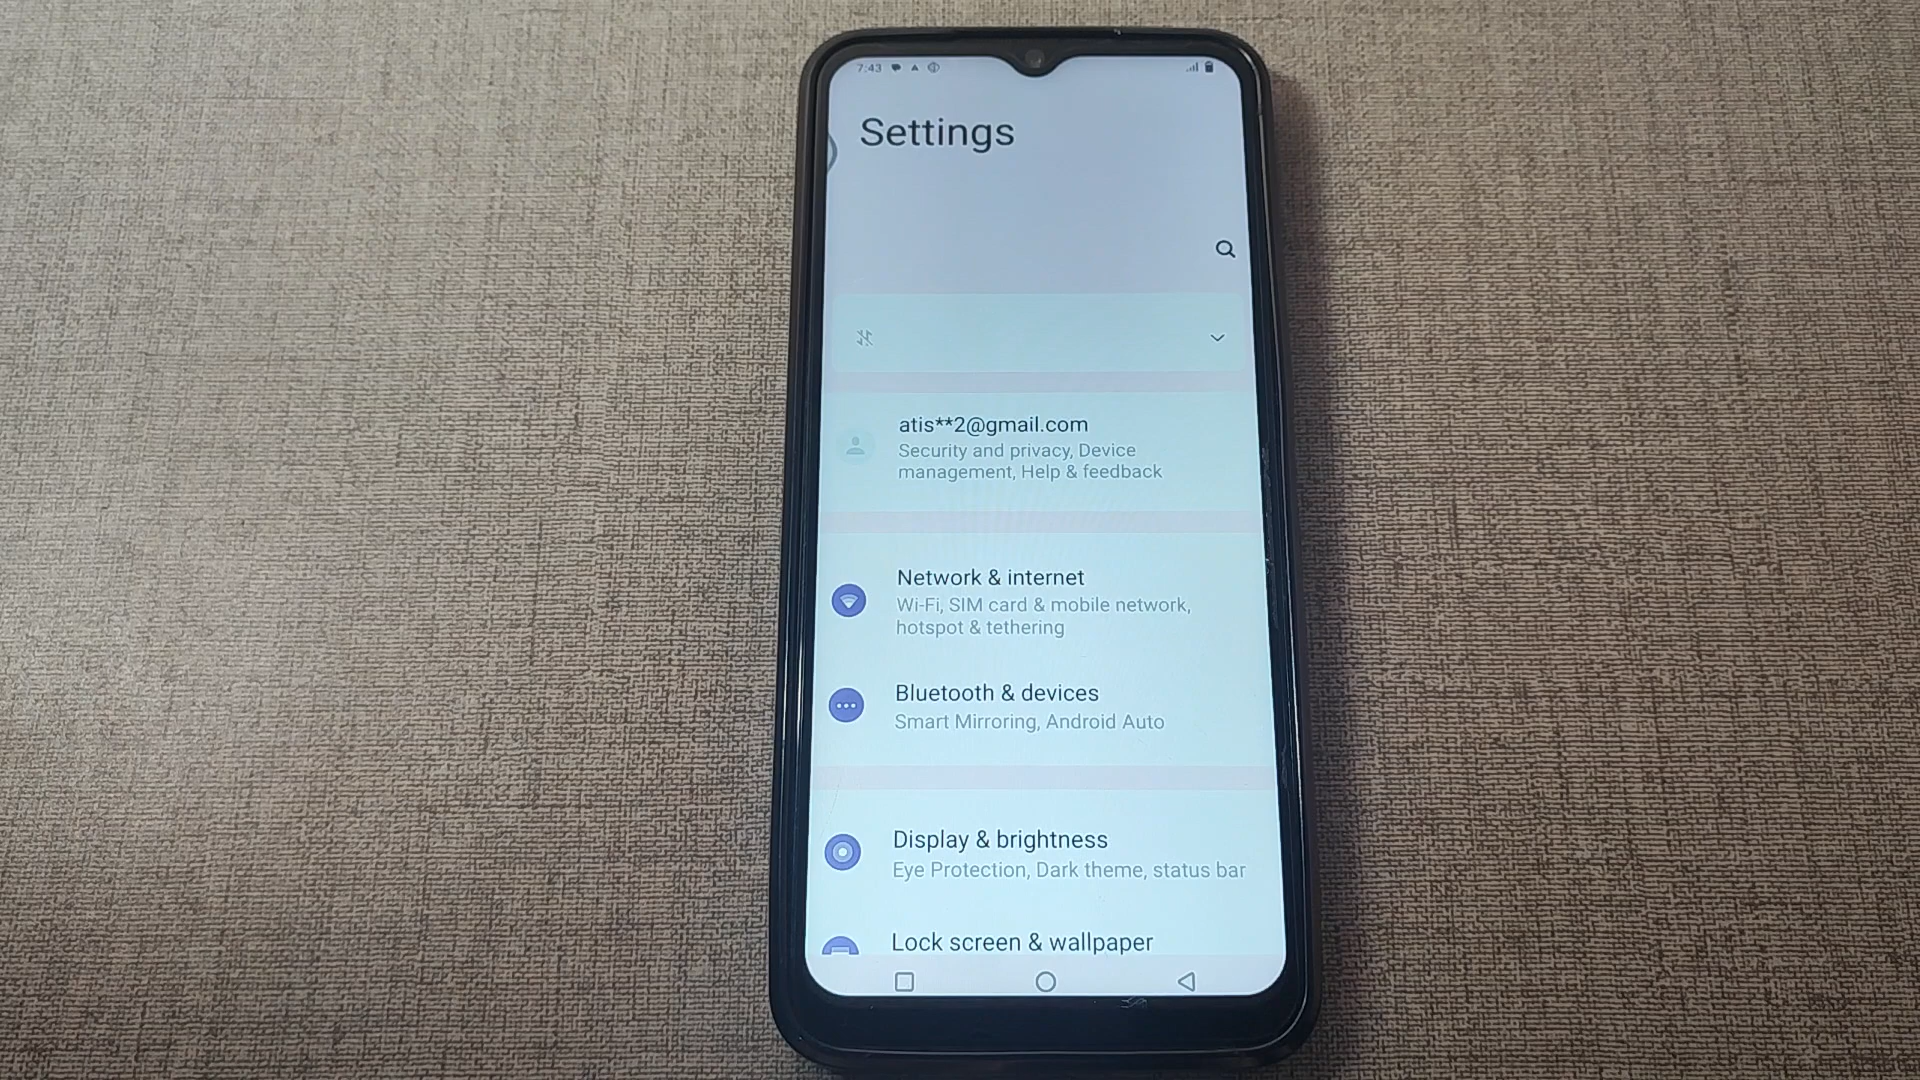 7:43
Settings
atis**2@gmail.com
Security and privacy, Device
management, Help & feedback
Network & internet
Wi-Fi, SIM card & mobile network,
hotspot & tethering
Bluetooth & devices
Smart Mirroring, Android Auto
Display & brightness
Eye Protection, Dark theme, status bar
Lock screen & wallpaper